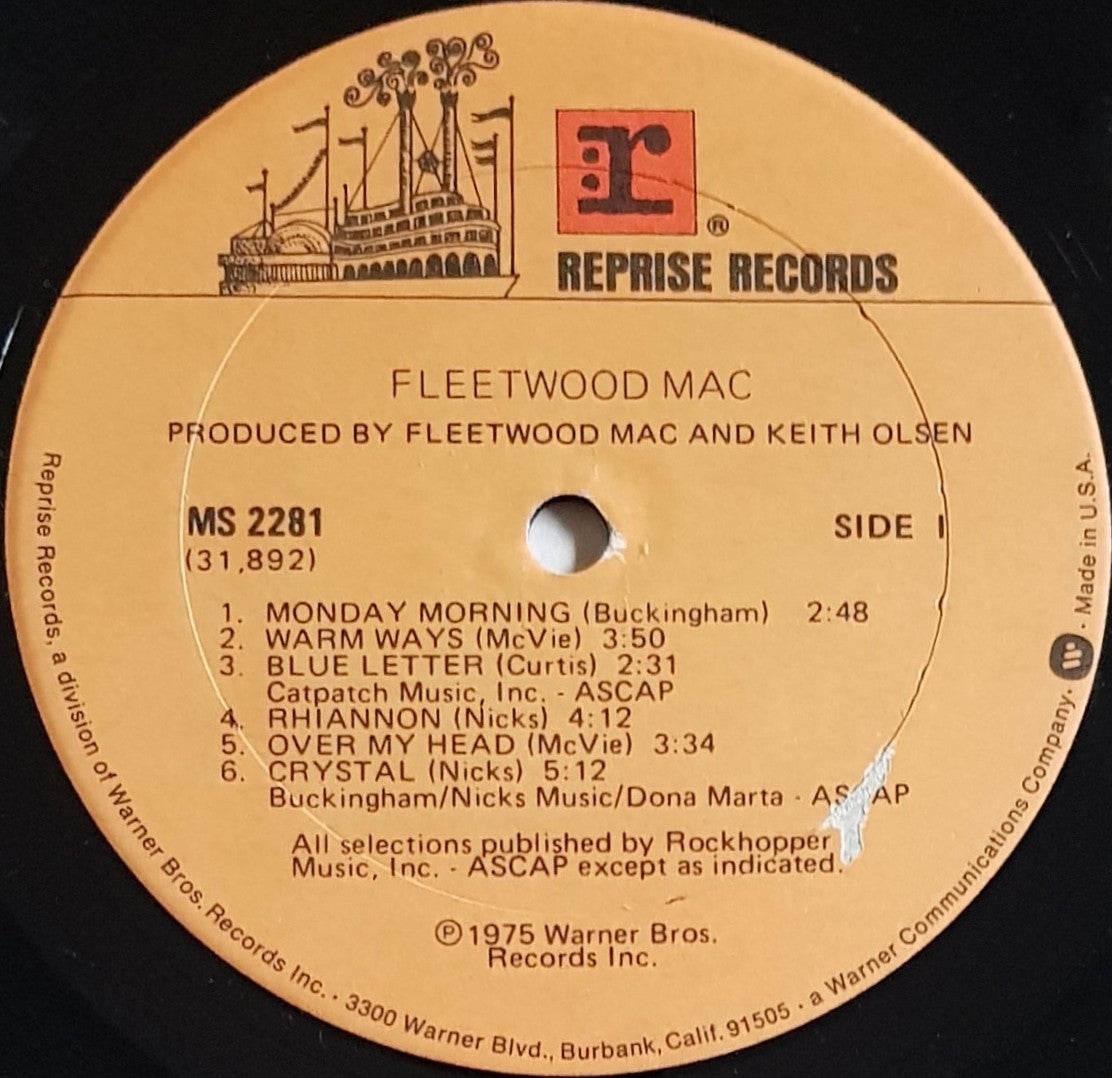 r
®
REPRISE RECORDS
FLEETWOOD MAC
PRODUCED BY FLEETWOOD MAC AND KEITH OLSEN
MS 2281
SIDE 1
(31,892)
1. MONDAY MORNING (Buckingham) 2:48
2. WARM WAYS (McVie) 3:50
3. BLUE LETTER (Curtis) 2:31
Catpatch Music, Inc. - ASCAP
4. RHIANNON (Nicks) 4:12
5. OVER MY HEAD (McVie) 3:34
6. CRYSTAL (Nicks) 5:12
Buckingham/Nicks Music/Dona Marta - ASCAP
All selections published by Rockhopper
Music, Inc. - ASCAP except as indicated.
℗ 1975 Warner Bros.
Records Inc.
Reprise Records, a division of Warner Bros. Records Inc. · 3300 Warner Blvd., Burbank, Calif. 91505 · a Warner Communications Company · W · Made in U.S.A.